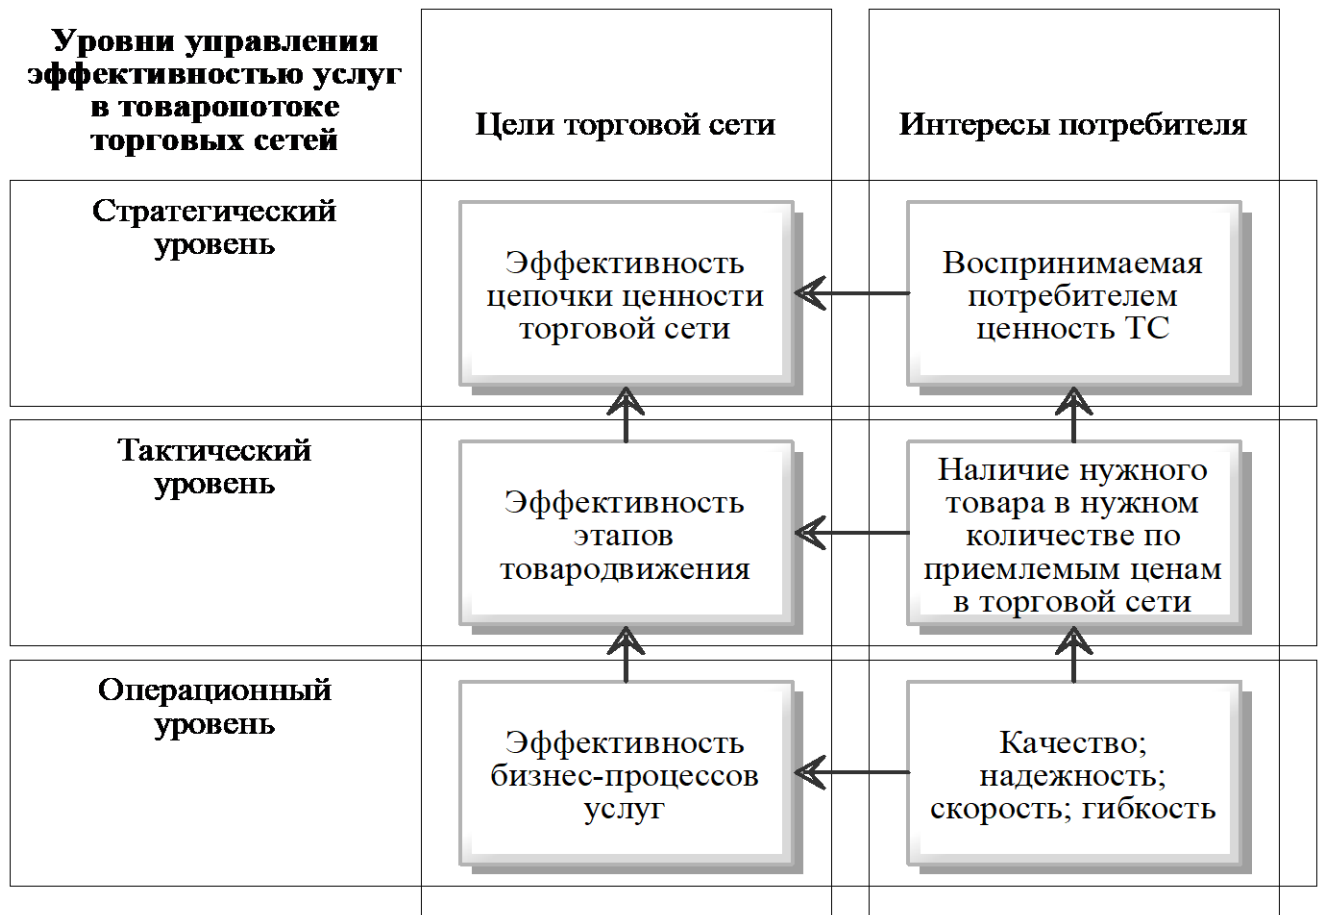 Уровни управления
эффективностью услуг
в товаропотоке
торговых сетей
Цели торговой сети
Интересы потребителя
Стратегический
уровень
Эффективность
цепочки ценности
торговой сети
Воспринимаемая
потребителем
ценность ТС
Тактический
уровень
Эффективность
этапов
товародвижения
Наличие нужного
товара в нужном
количестве по
приемлемым ценам
в торговой сети
Операционный
уровень
Эффективность
бизнес-процессов
услуг
Качество;
надежность;
скорость; гибкость